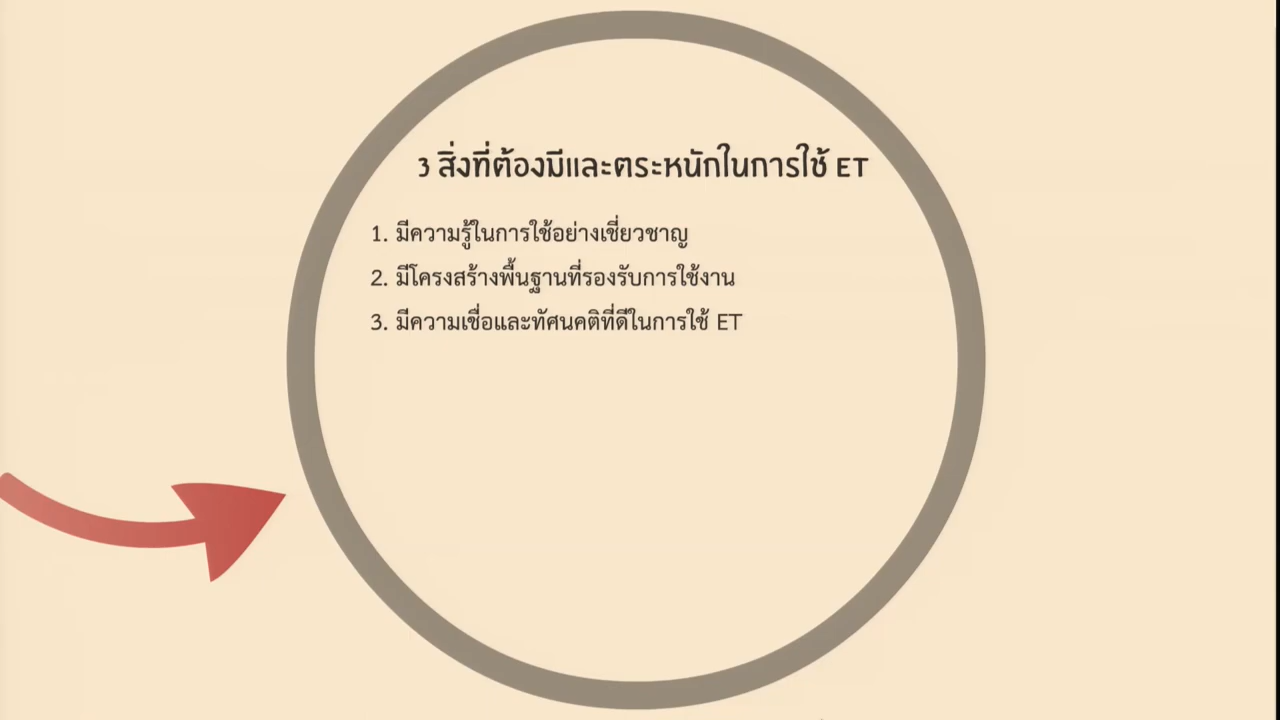 3 สิ่งที่ต้องมีและตระหนักในการใช้ ET
1. มีความรู้ในการใช้อย่างเชี่ยวชาญ
2. มีโครงสร้างพื้นฐานที่รองรับการใช้งาน
3. มีความเชื่อและทัศนคติที่ดีในการใช้ ET